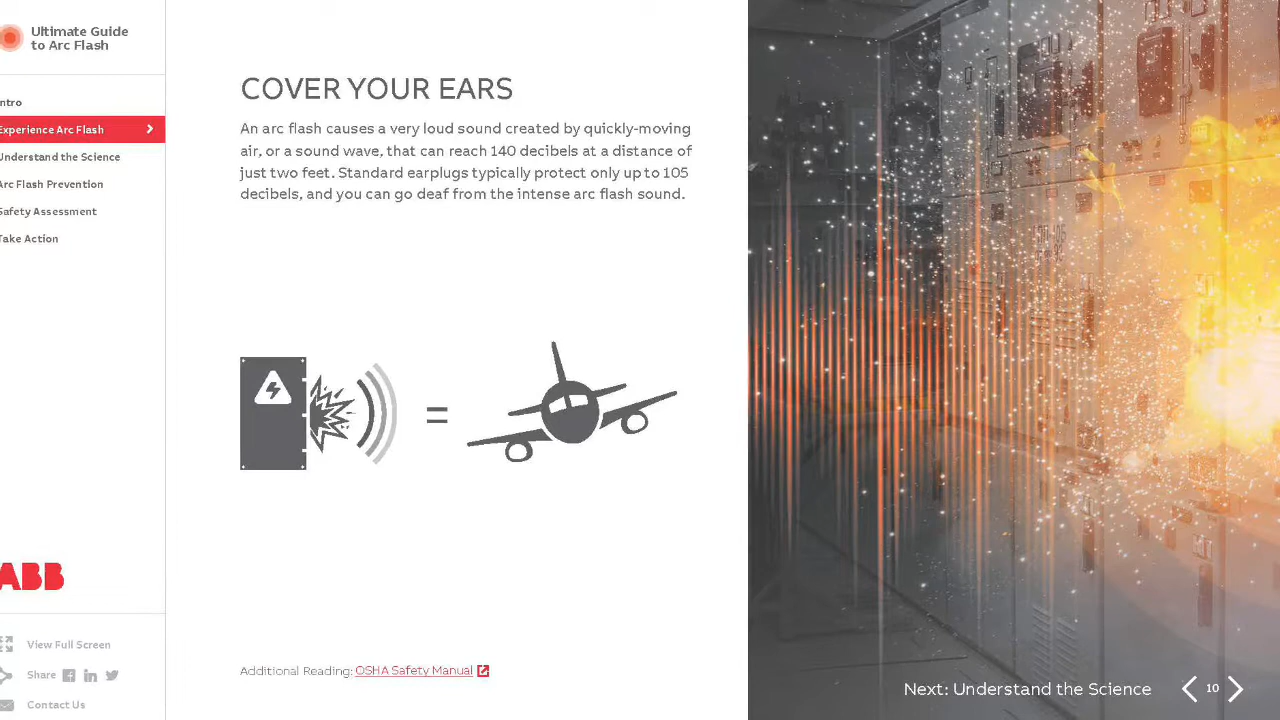 Ultimate Guide
to Arc Flash
ntro
Experience Arc Flash
Understand the Science
Arc Flash Prevention
Safety Assessment
Take Action
ABB
View Full Screen
Share
Contact Us
COVER YOUR EARS
An arc flash causes a very loud sound created by quickly-moving
air, or a sound wave, that can reach 140 decibels at a distance of
just two feet. Standard earplugs typically protect only up to 105
decibels, and you can go deaf from the intense arc flash sound.
=
Additional Reading: OSHA Safety Manual
Next: Understand the Science
10